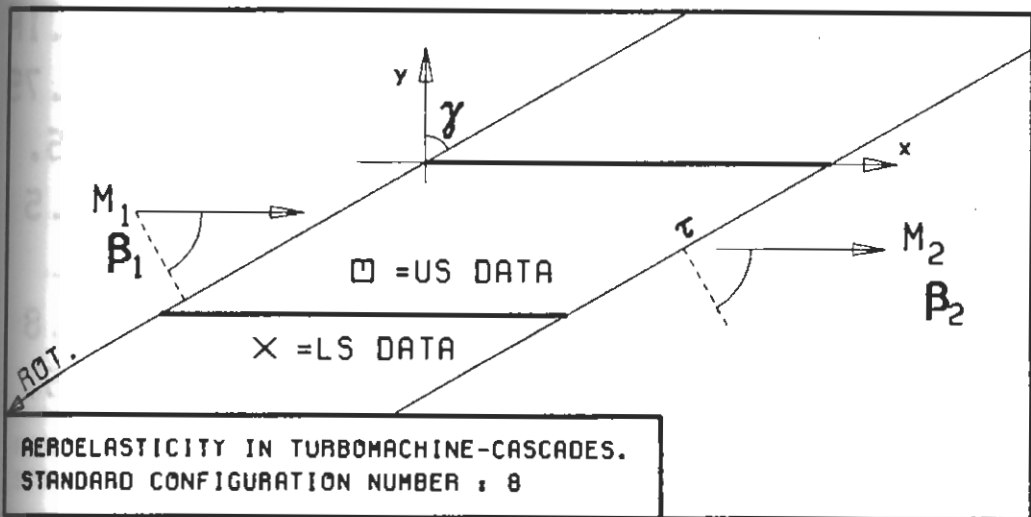 y
γ
x
M₁
β₁
τ
M₂
β₂
□ =US DATA
× =LS DATA
ROT.
AEROELASTICITY IN TURBOMACHINE-CASCADES.
STANDARD CONFIGURATION NUMBER : 8